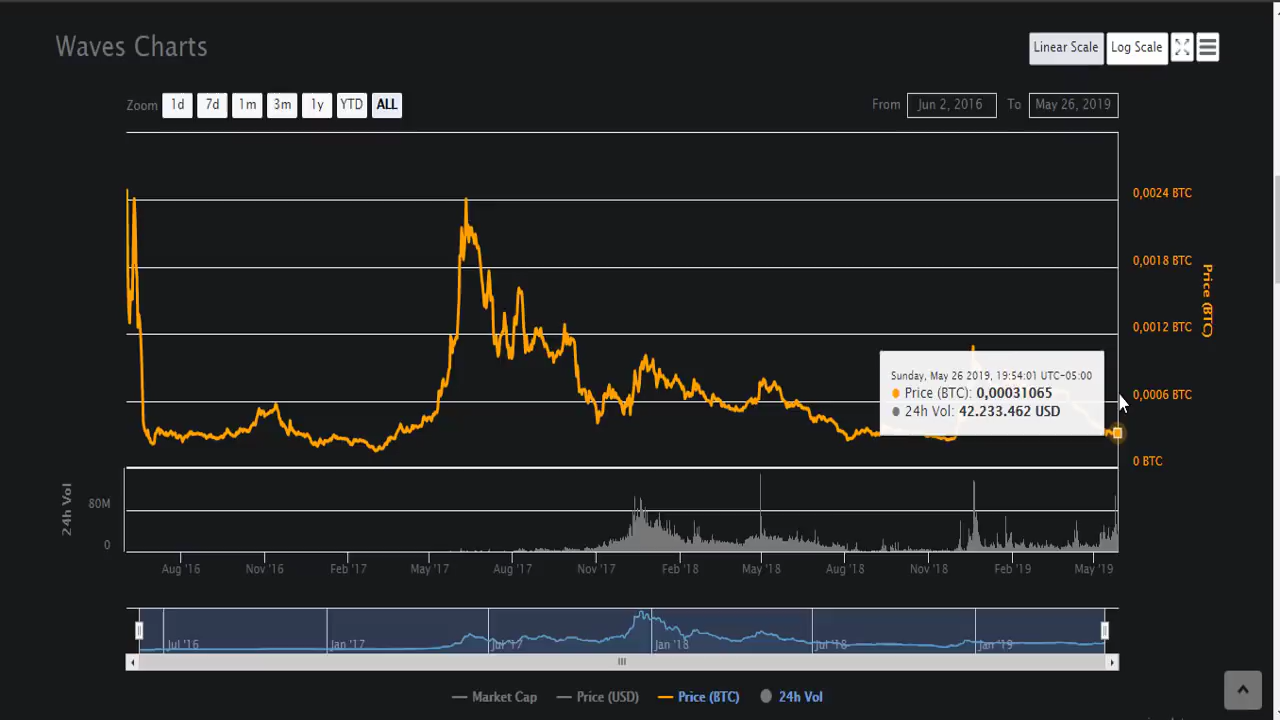 Waves Charts
Linear Scale Log Scale
Zoom 1d 7d 1m 3m 1y YTD ALL From Jun 2, 2016 To May 26, 2019
0,0024 BTC
0,0018 BTC
0,0012 BTC
0,0006 BTC
0 BTC
Price (BTC)
Sunday, May 26 2019, 19:54:01 UTC-05:00
Price (BTC): 0,00031065
24h Vol: 42.233.462 USD
24h Vol
80M
0
Aug '16 Nov '16 Feb '17 May '17 Aug '17 Nov '17 Feb '18 May '18 Aug '18 Nov '18 Feb '19 May '19
Jul '16 Jan '17 Jul '17 Jan '18 Jul '18 Jan '19
Market Cap Price (USD) Price (BTC) 24h Vol